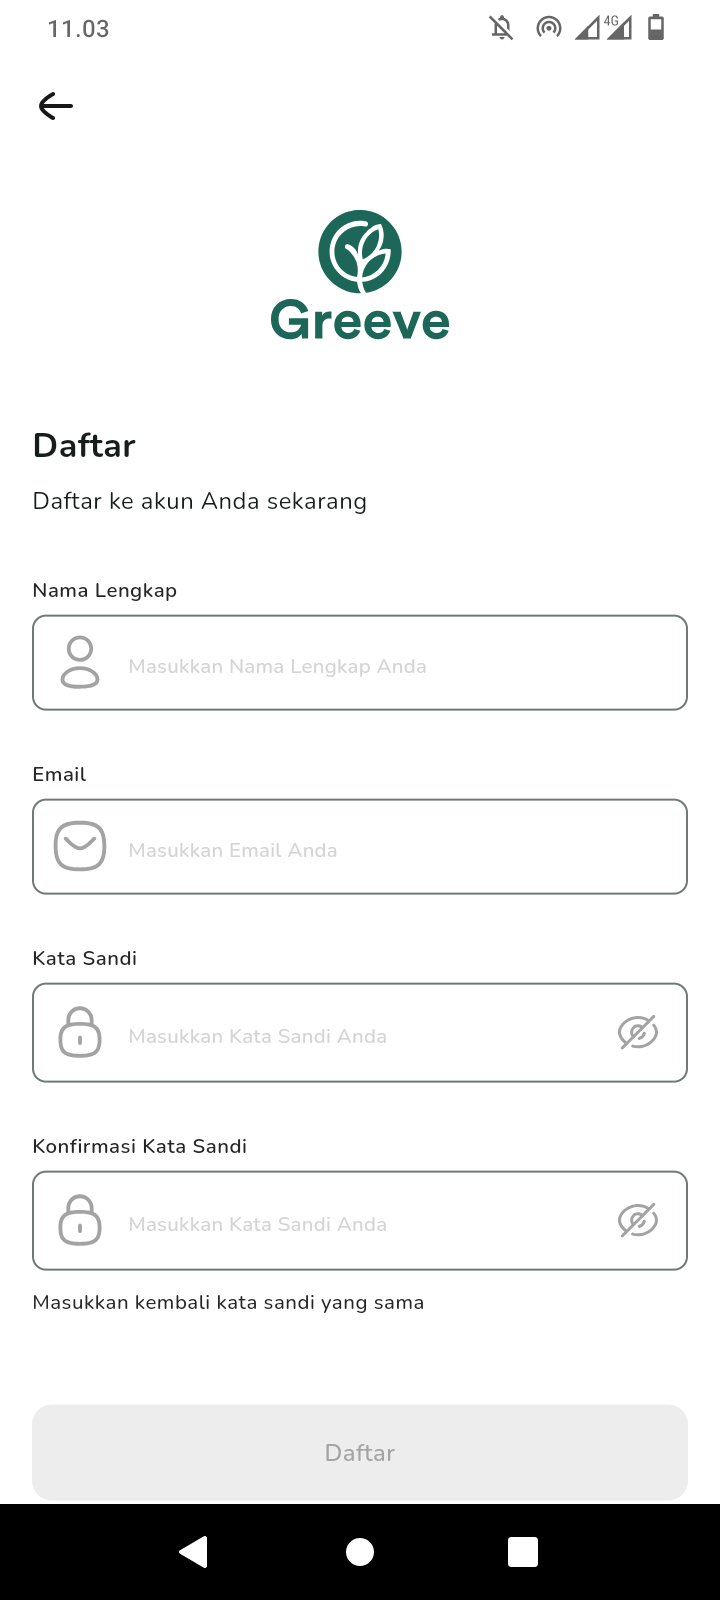 11.03
4G
Greeve
Daftar
Daftar ke akun Anda sekarang
Nama Lengkap
Masukkan Nama Lengkap Anda
Email
Masukkan Email Anda
Kata Sandi
Masukkan Kata Sandi Anda
Konfirmasi Kata Sandi
Masukkan Kata Sandi Anda
Masukkan kembali kata sandi yang sama
Daftar